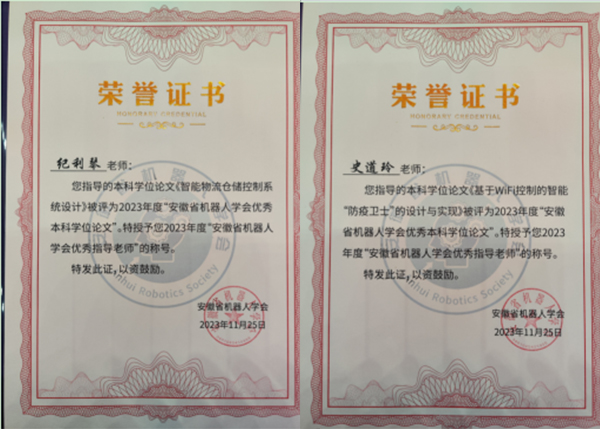 荣誉证书
HONORARY CREDENTIAL
纪利琴 老师：
您指导的本科学位论文《智能物流仓储控制系
统设计》被评为2023年度“安徽省机器人学会优秀
本科学位论文”。特授予您2023年度“安徽省机器人
学会优秀指导老师”的称号。
特发此证，以资鼓励。
安徽省机器人学会
2023年11月25日
Anhui Robotics Society
荣誉证书
HONORARY CREDENTIAL
史道玲 老师：
您指导的本科学位论文《基于WiFi控制的智能
“防疫卫士”的设计与实现》被评为2023年度“安徽
省机器人学会优秀本科学位论文”。特授予您2023
年度“安徽省机器人学会优秀指导老师”的称号。
特发此证，以资鼓励。
安徽省机器人学会
2023年11月25日
Anhui Robotics Society